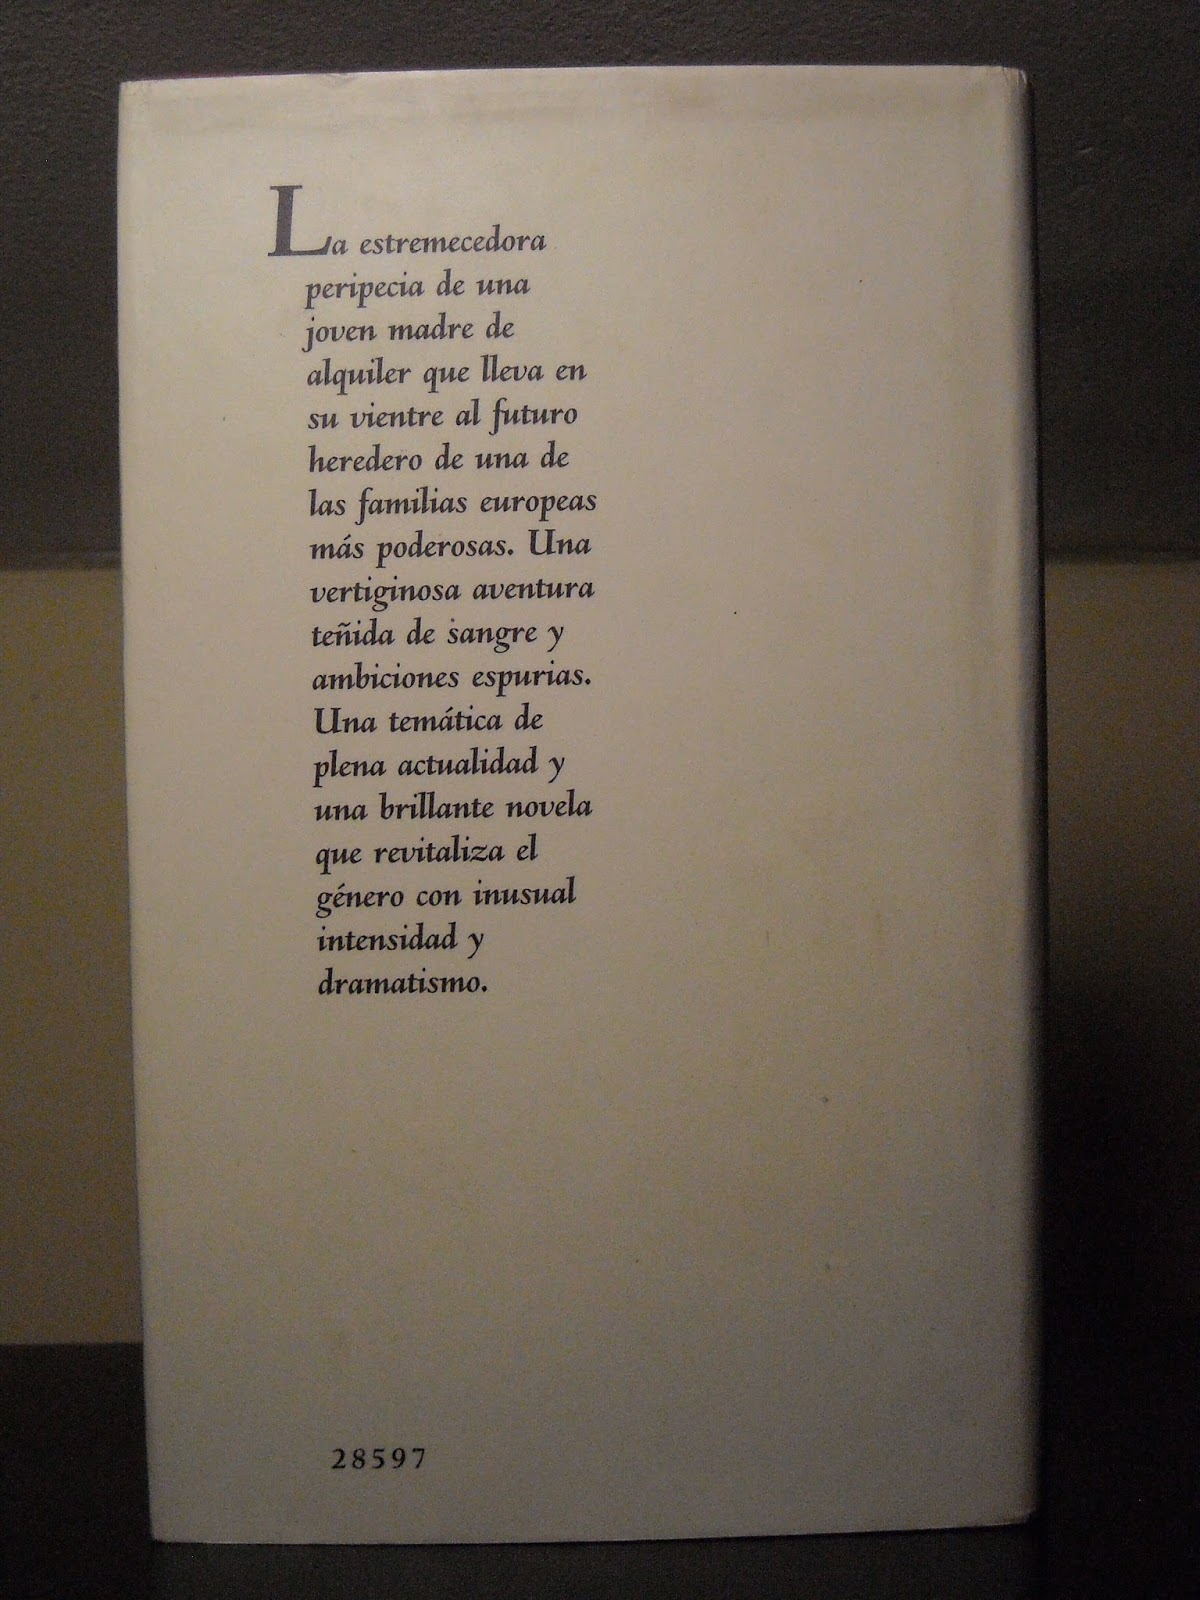 La estremecedora
peripecia de una
joven madre de
alquiler que lleva en
su vientre al futuro
heredero de una de
las familias europeas
más poderosas. Una
vertiginosa aventura
teñida de sangre y
ambiciones espurias.
Una temática de
plena actualidad y
una brillante novela
que revitaliza el
género con inusual
intensidad y
dramatismo.
28597